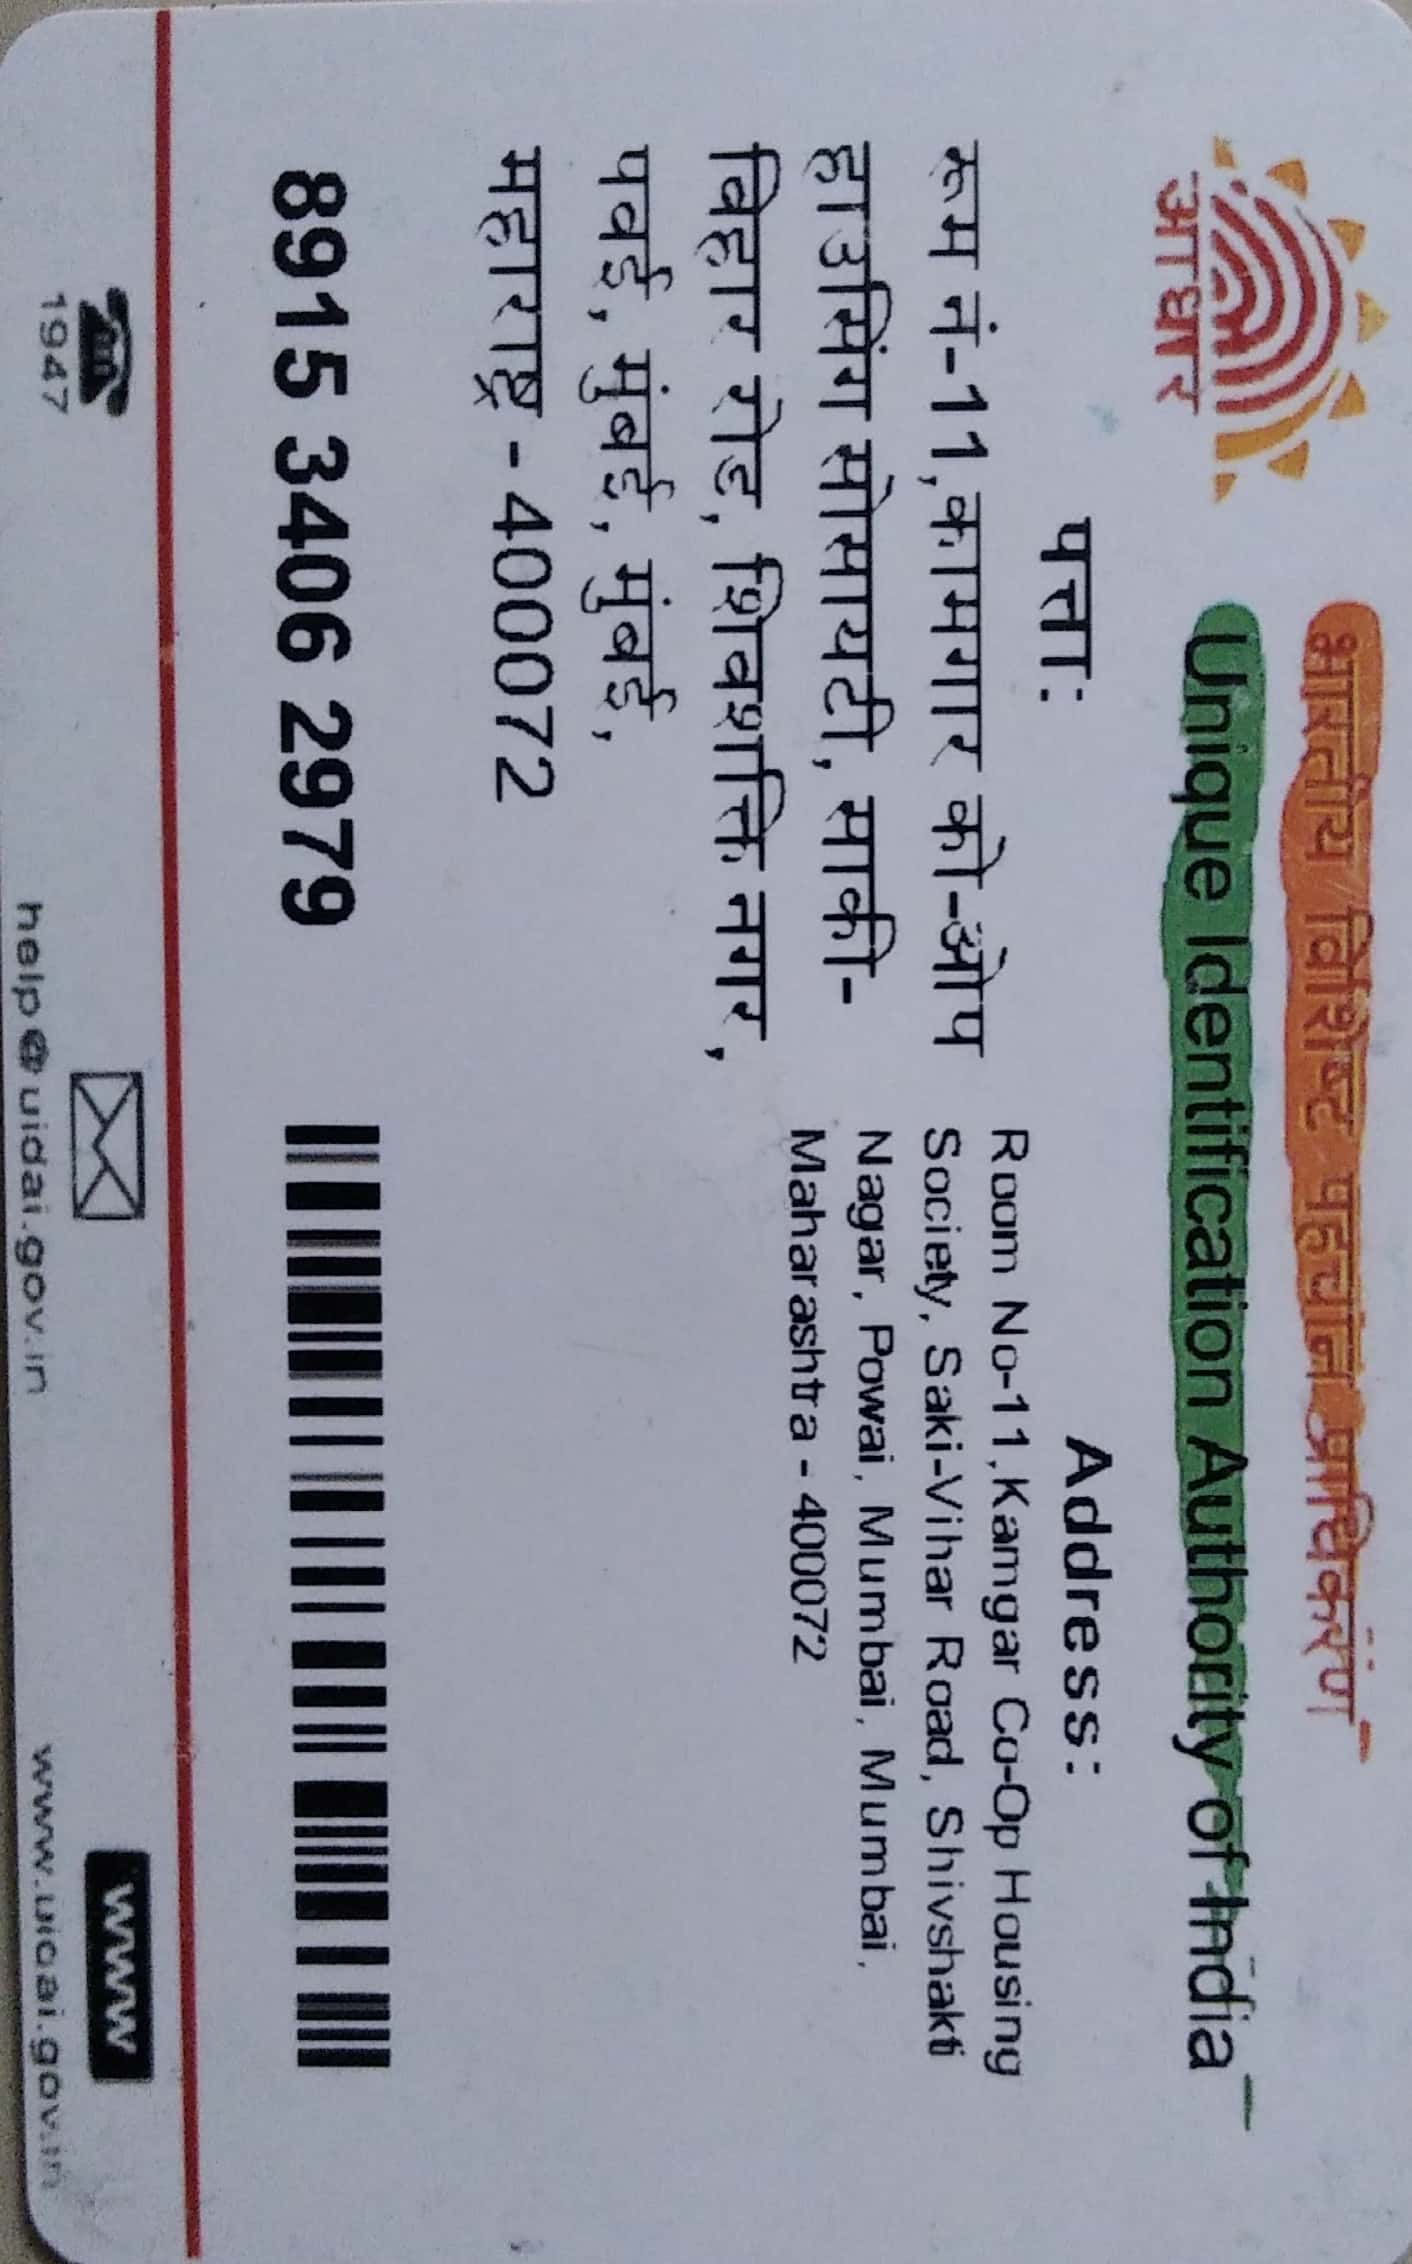 भारतीय विशिष्ट पहचान प्राधिकरण
Unique Identification Authority of India
आधार
पत्ता:
रूम नं-11,कामगार को-ओप
हाउसिंग सोसायटी, साकी-
विहार रोड, शिवशक्ति नगर,
पवई, मुंबई, मुंबई,
महाराष्ट्र - 400072
Address:
Room No-11,Kamgar Co-Op Housing
Society, Saki-Vihar Road, Shivshakti
Nagar, Powai, Mumbai, Mumbai,
Maharashtra - 400072
8915 3406 2979
1947
help@uidai.gov.in
www
www.uidai.gov.in